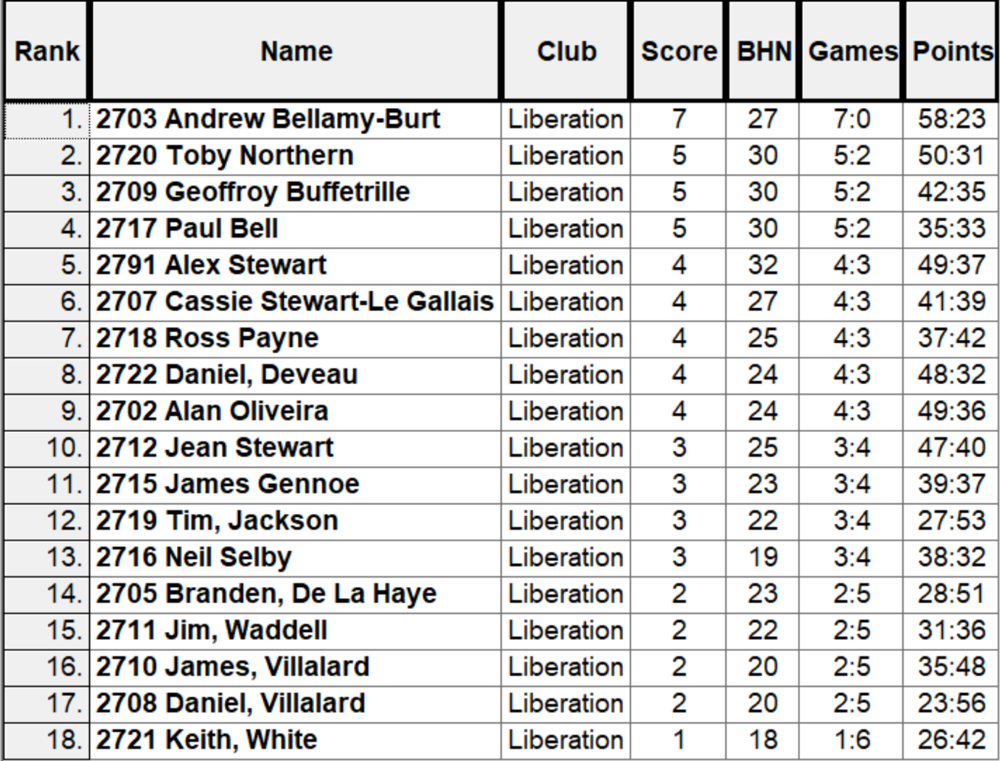 Rank Name Club Score BHN Games Points
1. 2703 Andrew Bellamy-Burt Liberation 7 27 7:0 58:23
2. 2720 Toby Northern Liberation 5 30 5:2 50:31
3. 2709 Geoffroy Buffetrille Liberation 5 30 5:2 42:35
4. 2717 Paul Bell Liberation 5 30 5:2 35:33
5. 2791 Alex Stewart Liberation 4 32 4:3 49:37
6. 2707 Cassie Stewart-Le Gallais Liberation 4 27 4:3 41:39
7. 2718 Ross Payne Liberation 4 25 4:3 37:42
8. 2722 Daniel, Deveau Liberation 4 24 4:3 48:32
9. 2702 Alan Oliveira Liberation 4 24 4:3 49:36
10. 2712 Jean Stewart Liberation 3 25 3:4 47:40
11. 2715 James Gennoe Liberation 3 23 3:4 39:37
12. 2719 Tim, Jackson Liberation 3 22 3:4 27:53
13. 2716 Neil Selby Liberation 3 19 3:4 38:32
14. 2705 Branden, De La Haye Liberation 2 23 2:5 28:51
15. 2711 Jim, Waddell Liberation 2 22 2:5 31:36
16. 2710 James, Villalard Liberation 2 20 2:5 35:48
17. 2708 Daniel, Villalard Liberation 2 20 2:5 23:56
18. 2721 Keith, White Liberation 1 18 1:6 26:42